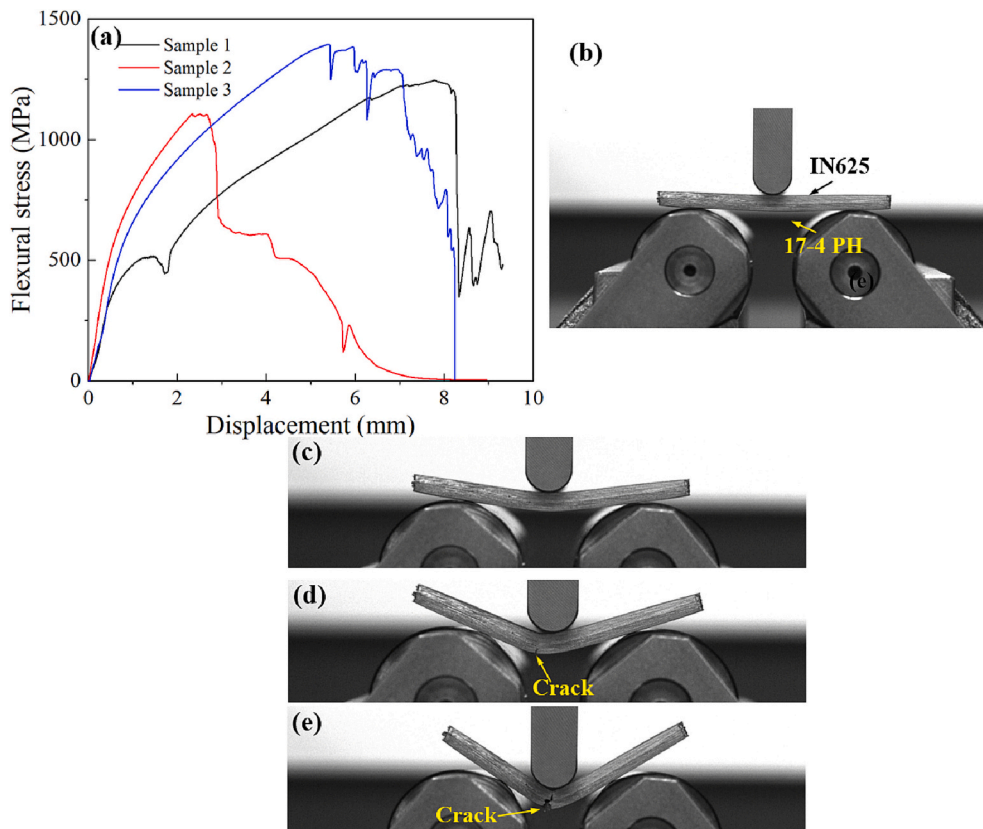 (a)
Sample 1
Sample 2
Sample 3
Flexural stress (MPa)
1500
1000
500
0
0 2 4 6 8 10
Displacement (mm)
(b)
IN625
17-4 PH
(e)
(c)
(d)
Crack
(e)
Crack